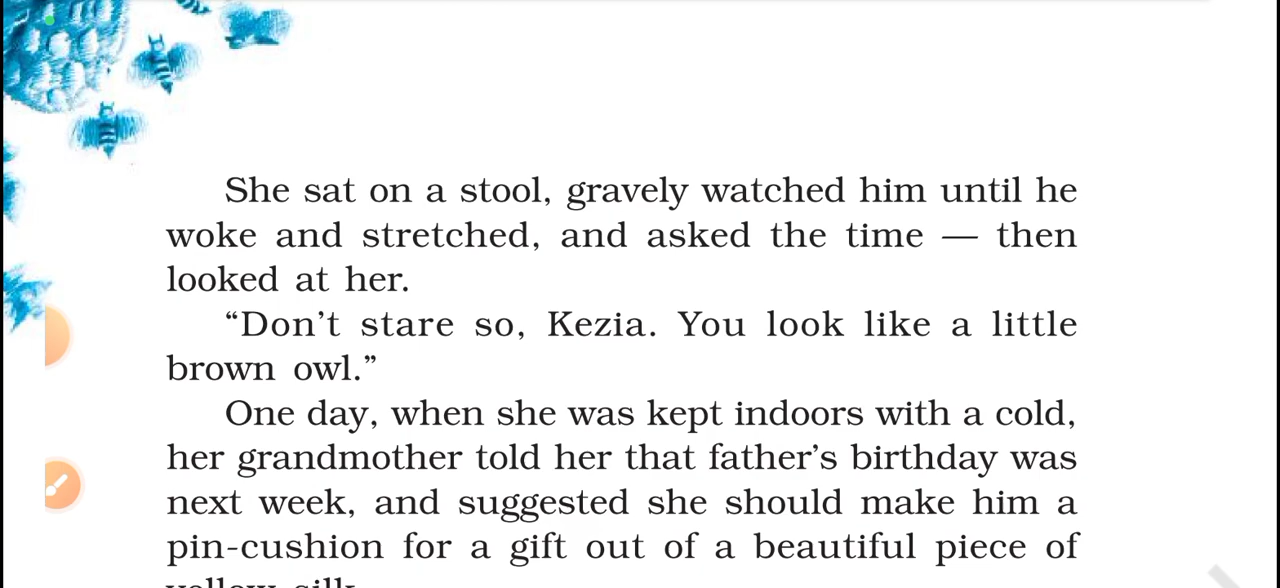 She sat on a stool, gravely watched him until he
woke and stretched, and asked the time — then
looked at her.
“Don’t stare so, Kezia. You look like a little
brown owl.”
One day, when she was kept indoors with a cold,
her grandmother told her that father’s birthday was
next week, and suggested she should make him a
pin-cushion for a gift out of a beautiful piece of
yellow silk.